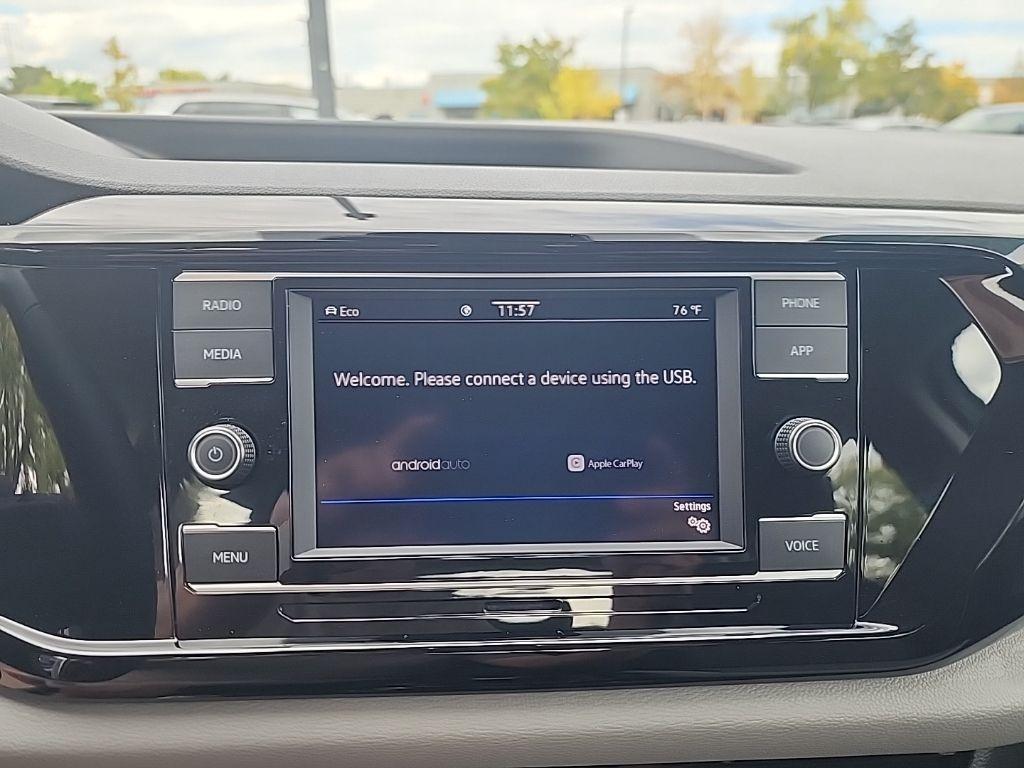 RADIO
MEDIA
MENU
Eco 11:57 76 °F
Welcome. Please connect a device using the USB.
androidauto Apple CarPlay
Settings
PHONE
APP
VOICE